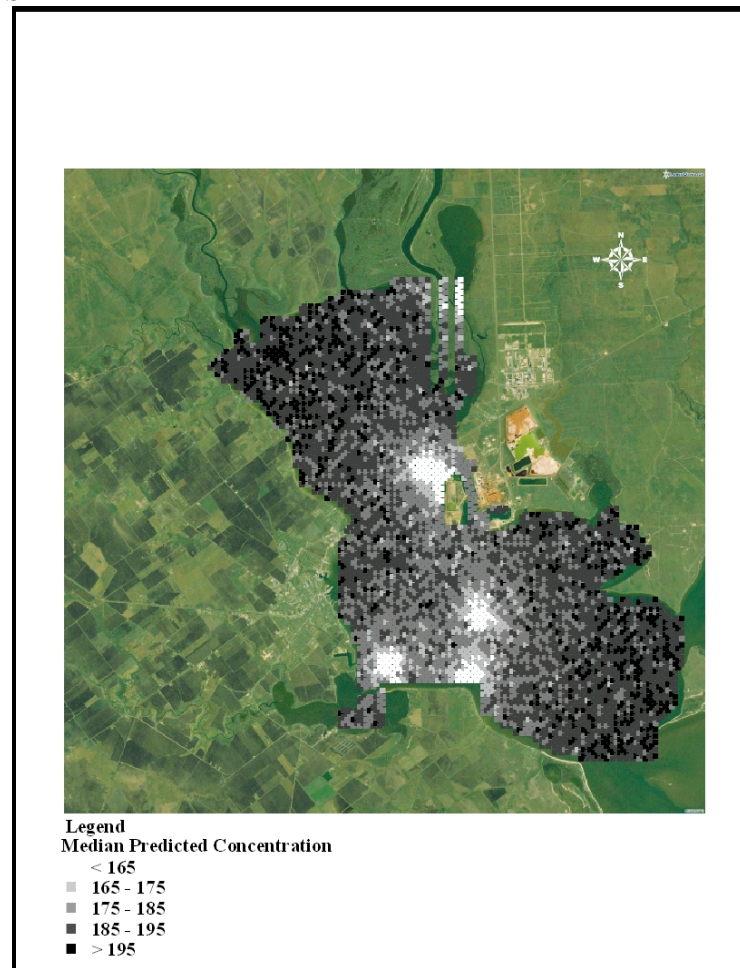 N
W E
S
Legend
Median Predicted Concentration
< 165
165 - 175
175 - 185
185 - 195
> 195